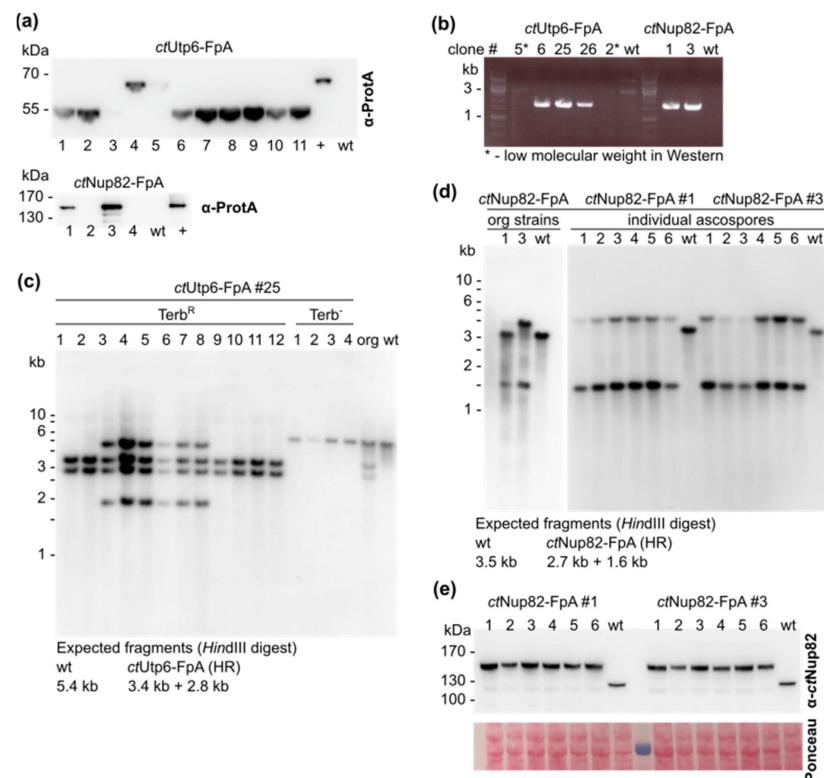 (a)
ctUtp6-FpA
kDa
70 -
55 -
1 2 3 4 5 6 7 8 9 10 11 + wt
α-ProtA
ctNup82-FpA
170 -
130 -
1 2 3 4 wt +
α-ProtA
(b)
ctUtp6-FpA ctNup82-FpA
clone # 5* 6 25 26 2* wt 1 3 wt
kb
3 -
1 -
* - low molecular weight in Western
(c)
ctUtp6-FpA #25
TerbR Terb-
1 2 3 4 5 6 7 8 9 10 11 12 1 2 3 4 org wt
kb
10 -
6 -
3 -
2 -
1 -
Expected fragments (HindIII digest)
wt ctUtp6-FpA (HR)
5.4 kb 3.4 kb + 2.8 kb
(d)
ctNup82-FpA ctNup82-FpA #1 ctNup82-FpA #3
org strains individual ascospores
1 3 wt 1 2 3 4 5 6 wt 1 2 3 4 5 6 wt
kb
10 -
6 -
3 -
2 -
1 -
Expected fragments (HindIII digest)
wt ctNup82-FpA (HR)
3.5 kb 2.7 kb + 1.6 kb
(e)
ctNup82-FpA #1 ctNup82-FpA #3
kDa 1 2 3 4 5 6 wt 1 2 3 4 5 6 wt
170 -
130 -
100 -
α-ctNup82
Ponceau